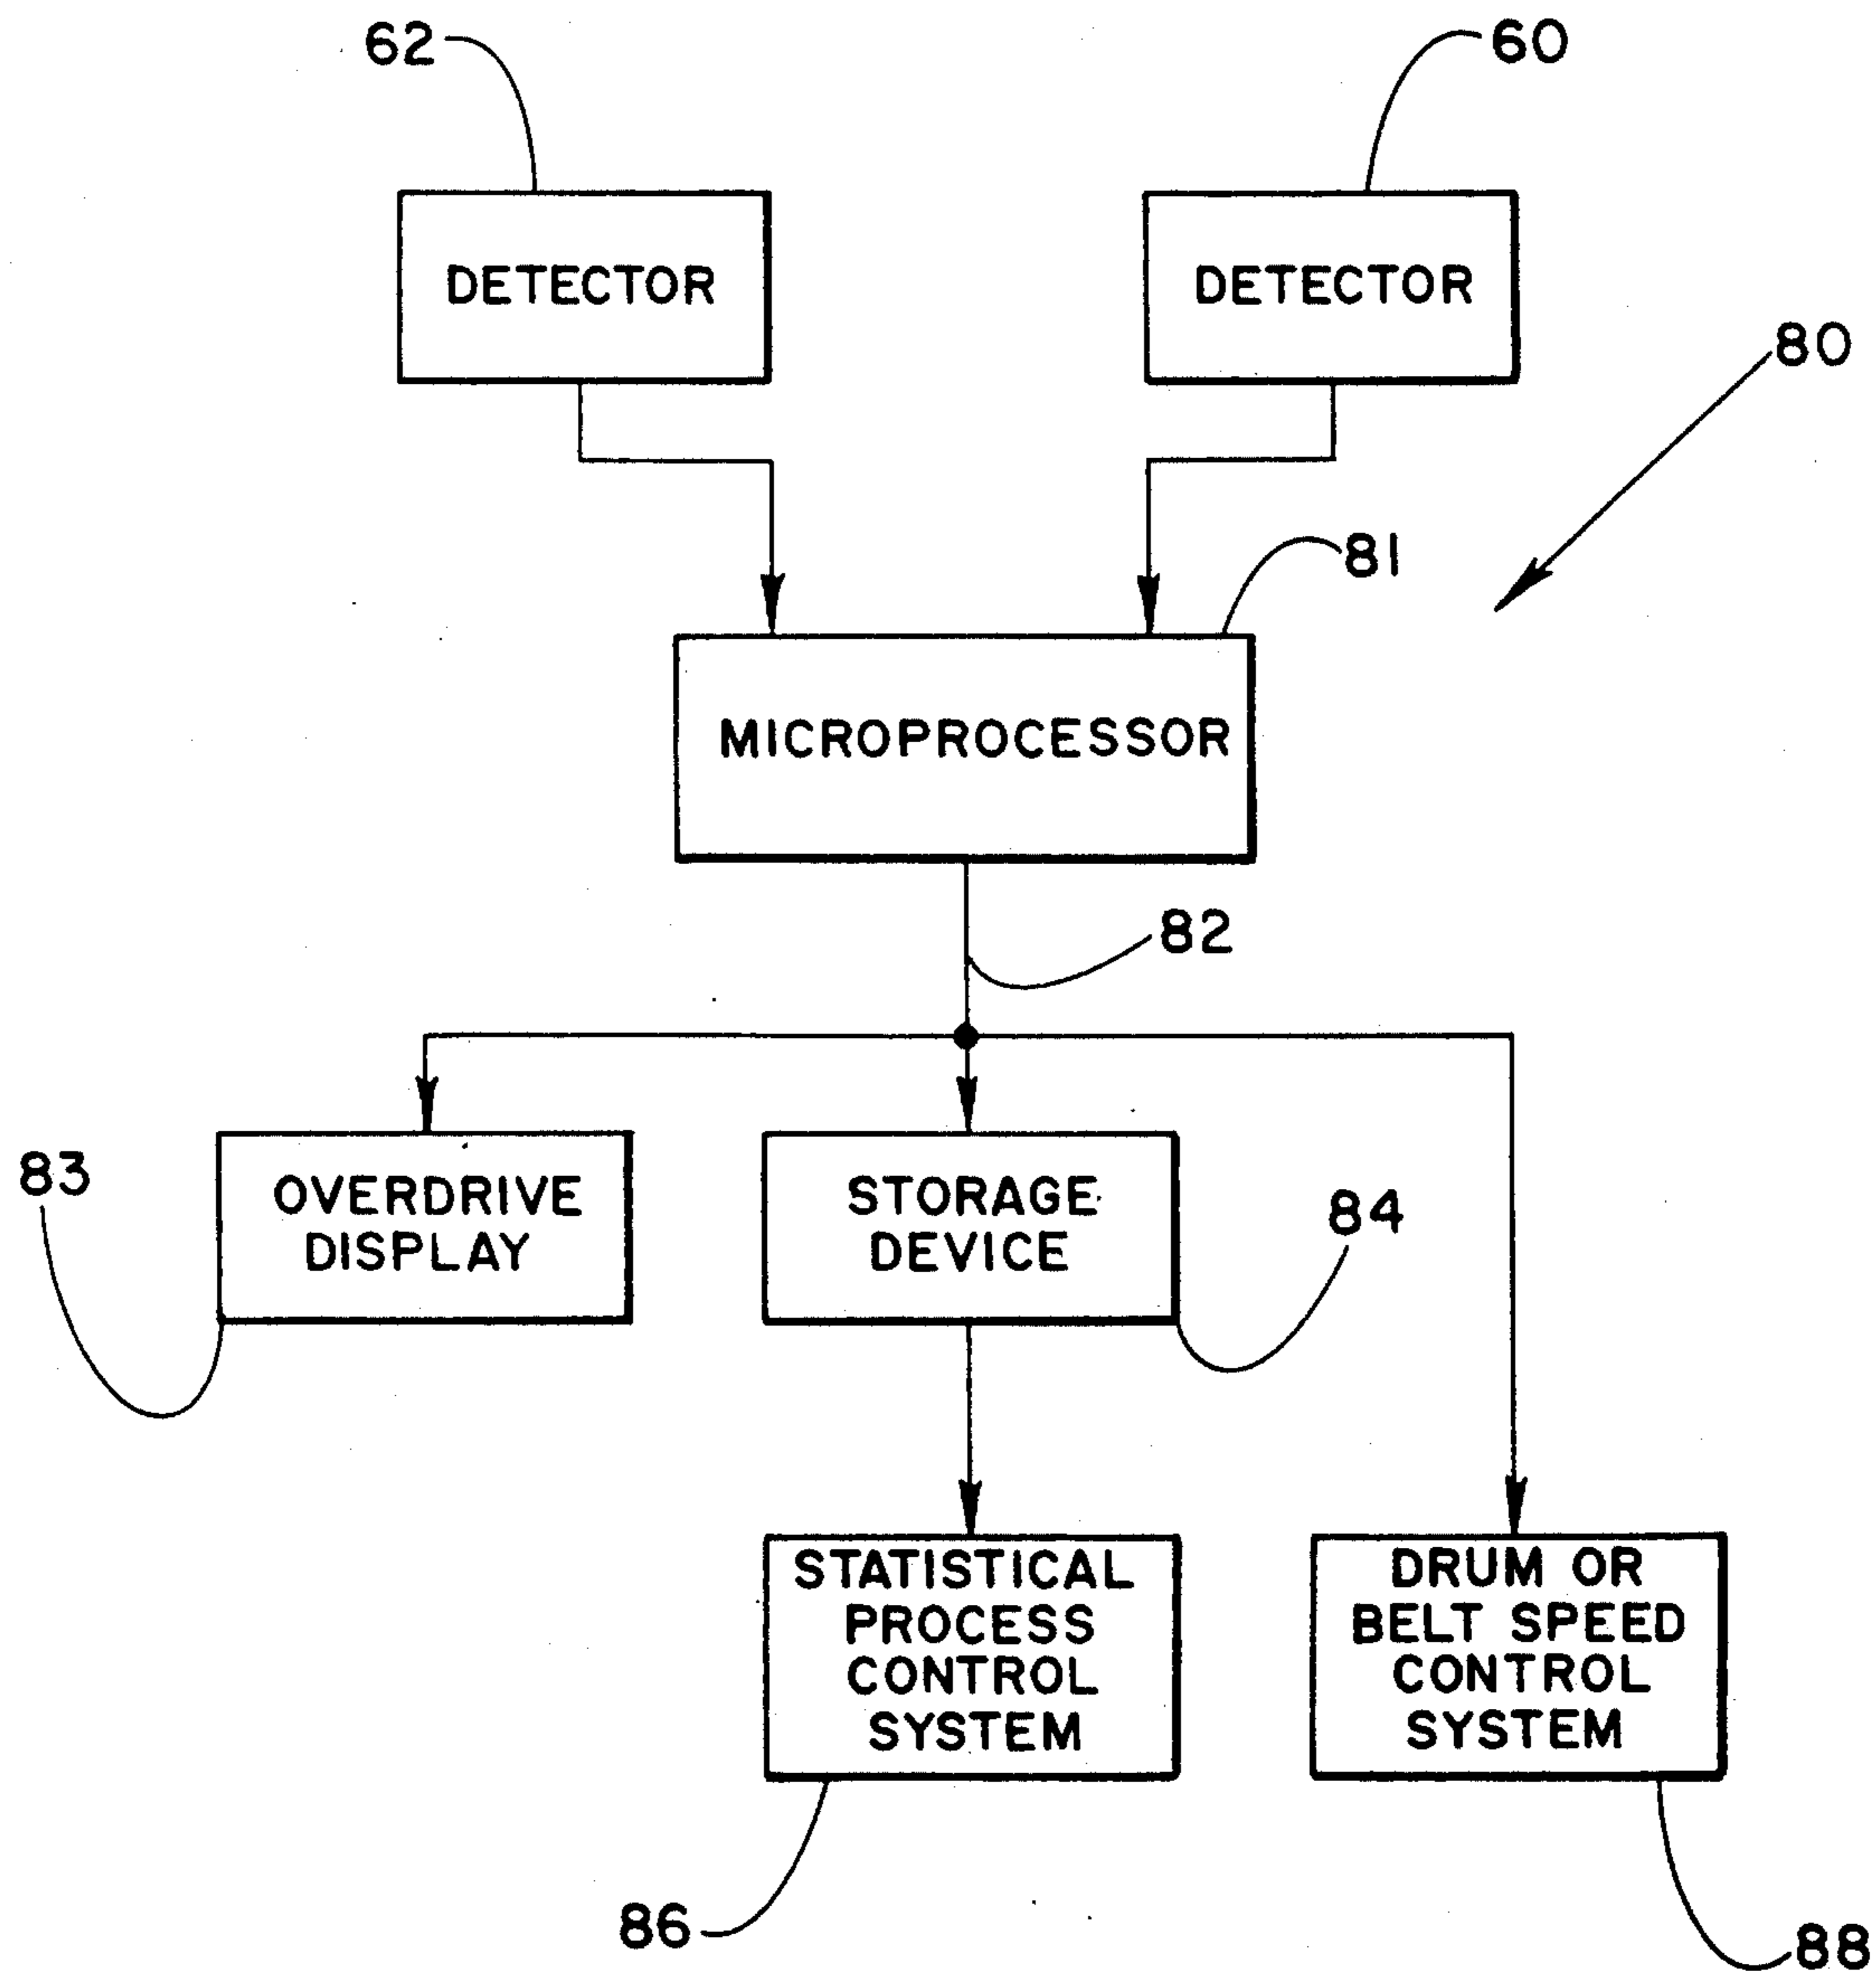 62
60
DETECTOR
DETECTOR
80
81
MICROPROCESSOR
82
83
OVERDRIVE
DISPLAY
STORAGE
DEVICE
84
STATISTICAL
PROCESS
CONTROL
SYSTEM
DRUM OR
BELT SPEED
CONTROL
SYSTEM
86
88